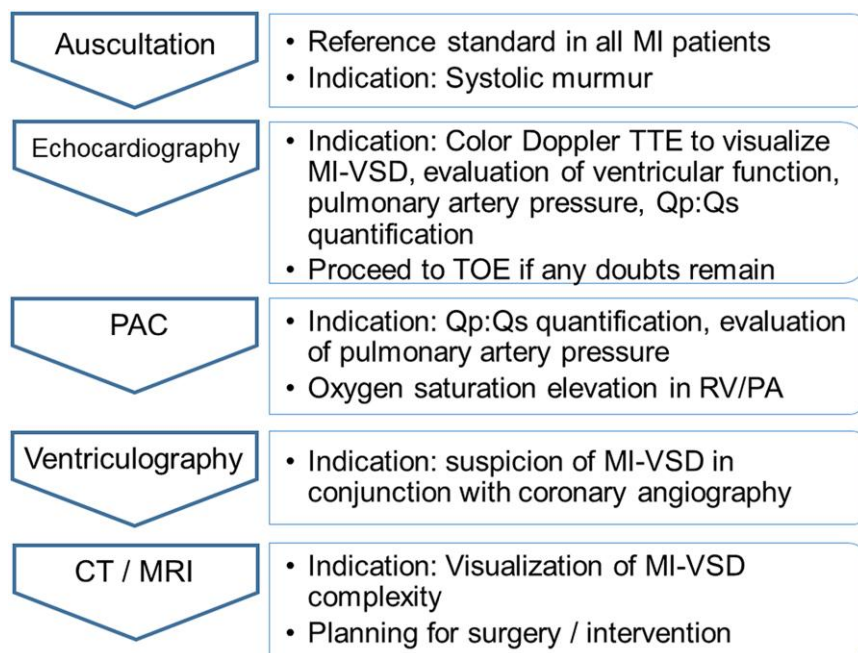 Auscultation
• Reference standard in all MI patients
• Indication: Systolic murmur
Echocardiography
• Indication: Color Doppler TTE to visualize
MI-VSD, evaluation of ventricular function,
pulmonary artery pressure, Qp:Qs
quantification
• Proceed to TOE if any doubts remain
PAC
• Indication: Qp:Qs quantification, evaluation
of pulmonary artery pressure
• Oxygen saturation elevation in RV/PA
Ventriculography
• Indication: suspicion of MI-VSD in
conjunction with coronary angiography
CT / MRI
• Indication: Visualization of MI-VSD
complexity
• Planning for surgery / intervention